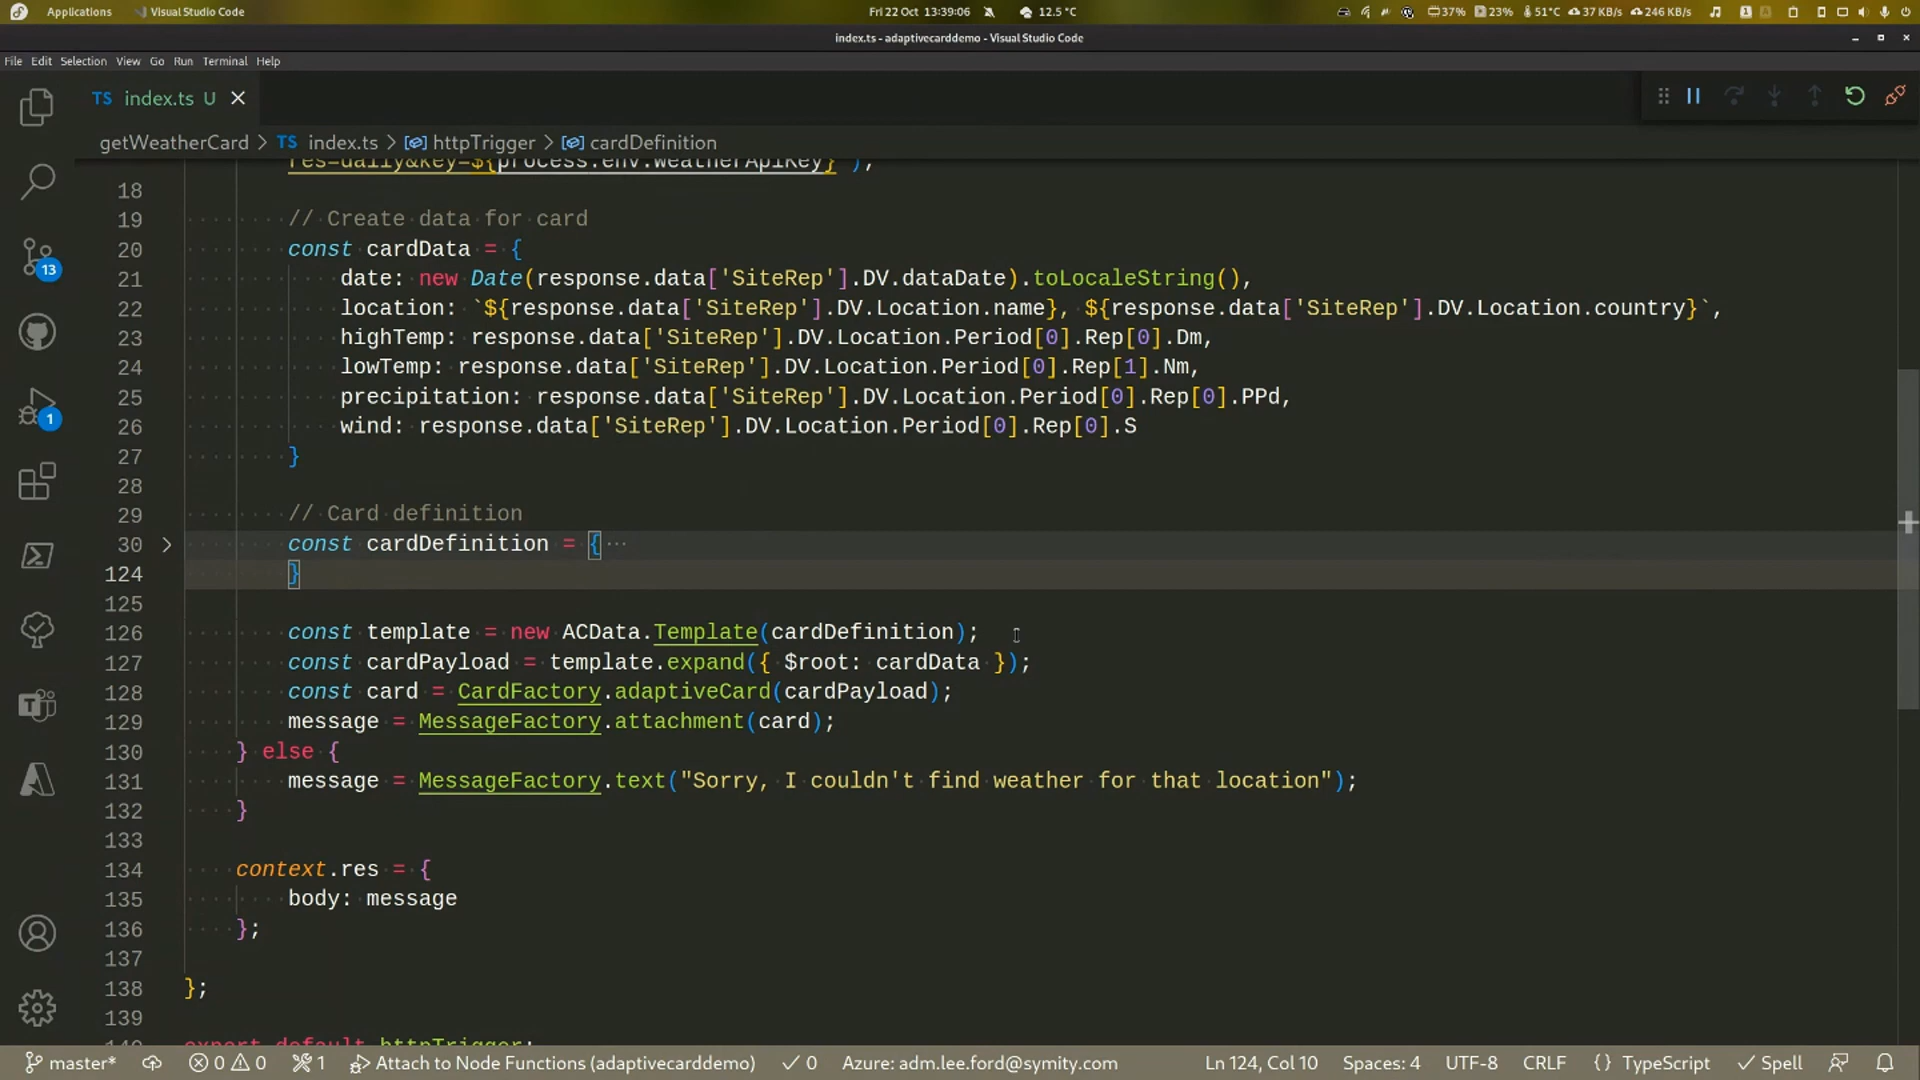 Applications Visual Studio Code Fri 22 Oct 13:39:06 12.5 °C 37% 23% 51°C 37 KB/s 246 KB/s
index.ts - adaptivecarddemo - Visual Studio Code
File Edit Selection View Go Run Terminal Help
TS index.ts U
getWeatherCard > TS index.ts > httpTrigger > cardDefinition
res=daily&key=${process.env.WeatherApiKey}`);
18
19 // Create data for card
20 const cardData = {
21 date: new Date(response.data['SiteRep'].DV.dataDate).toLocaleString(),
22 location: `${response.data['SiteRep'].DV.Location.name}, ${response.data['SiteRep'].DV.Location.country}`,
23 highTemp: response.data['SiteRep'].DV.Location.Period[0].Rep[0].Dm,
24 lowTemp: response.data['SiteRep'].DV.Location.Period[0].Rep[1].Nm,
25 precipitation: response.data['SiteRep'].DV.Location.Period[0].Rep[0].PPd,
26 wind: response.data['SiteRep'].DV.Location.Period[0].Rep[0].S
27 }
28
29 // Card definition
30 const cardDefinition = { ···
124 }
125
126 const template = new ACData.Template(cardDefinition);
127 const cardPayload = template.expand({ $root: cardData });
128 const card = CardFactory.adaptiveCard(cardPayload);
129 message = MessageFactory.attachment(card);
130 } else {
131 message = MessageFactory.text("Sorry, I couldn't find weather for that location");
132 }
133
134 context.res = {
135 body: message
136 };
137
138 };
139
140 export default httpTrigger;
13
1
master* 0 0 1 Attach to Node Functions (adaptivecarddemo) 0 Azure: adm.lee.ford@symity.com Ln 124, Col 10 Spaces: 4 UTF-8 CRLF {} TypeScript Spell